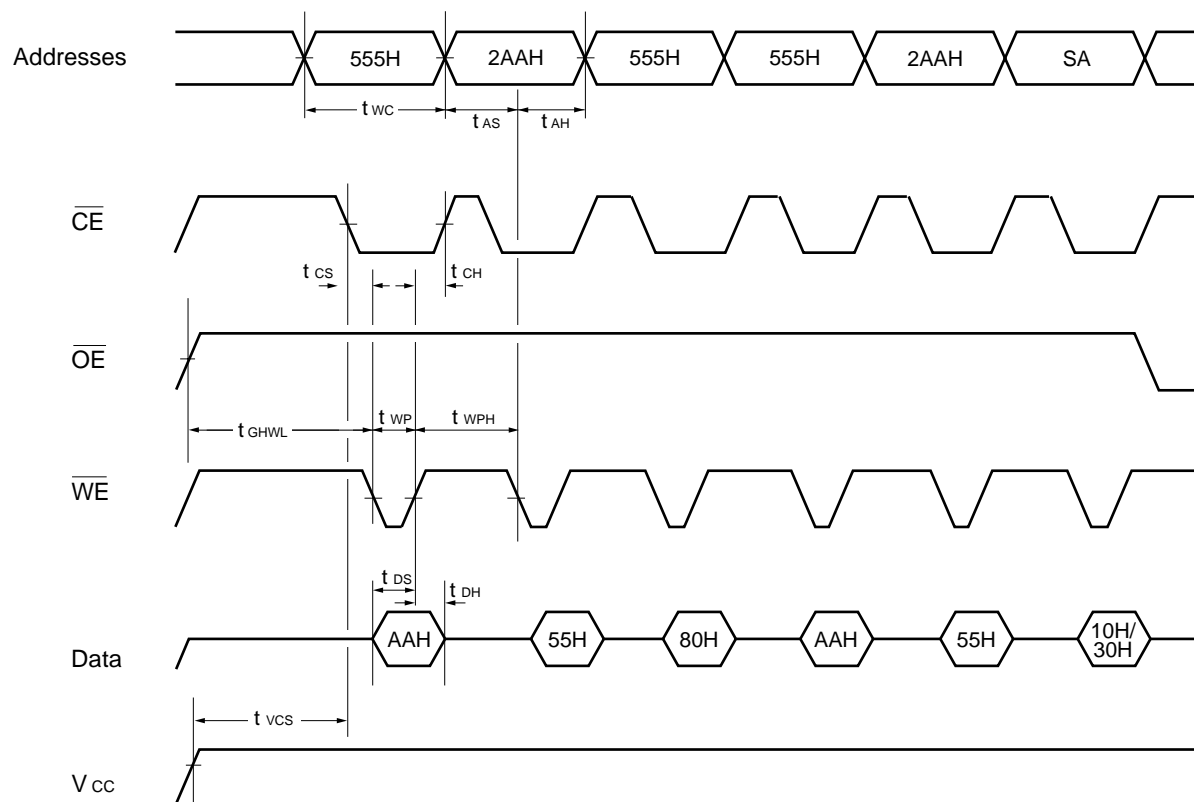 Addresses 555H 2AAH 555H 555H 2AAH SA
t WC t AS t AH
CE
t CS t CH
OE
t GHWL t WP t WPH
WE
t DS t DH
Data AAH 55H 80H AAH 55H 10H/
30H
t VCS
V CC